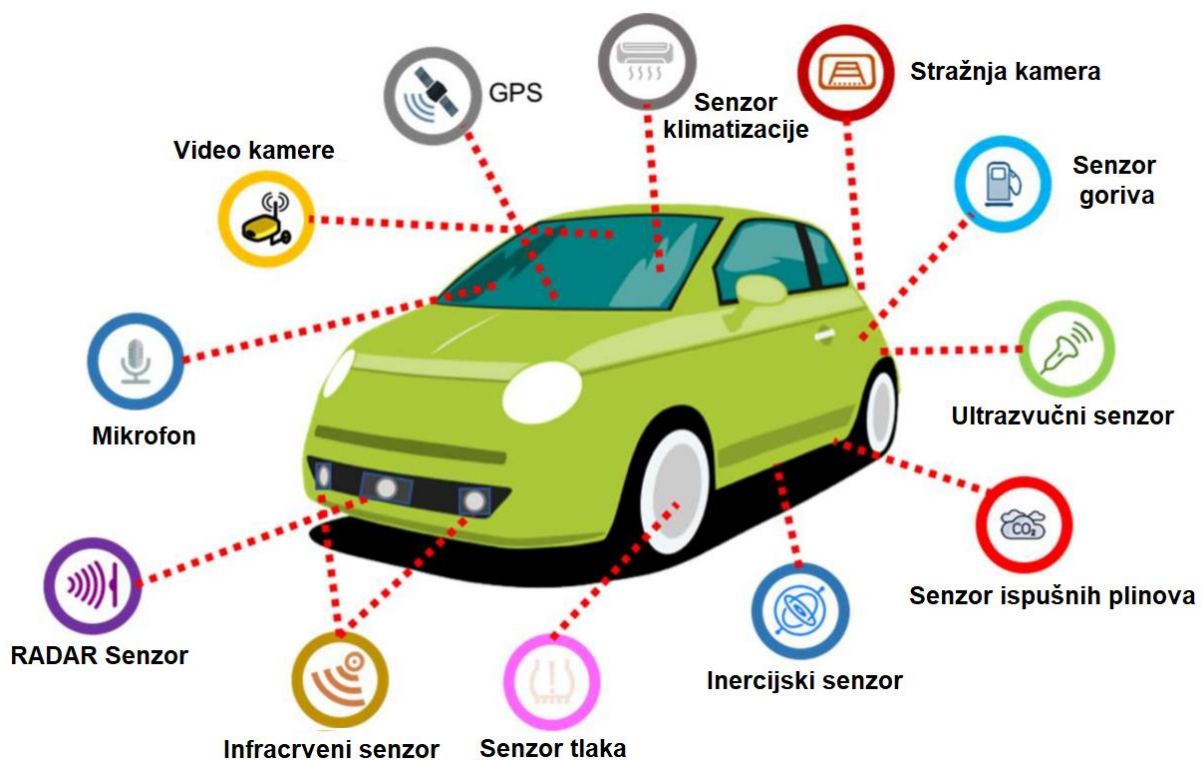 GPS
Senzor
klimatizacije
Stražnja kamera
Video kamere
Senzor
goriva
Mikrofon
Ultrazvučni senzor
CO₂
Senzor ispušnih plinova
RADAR Senzor
Inercijski senzor
Infracrveni senzor
Senzor tlaka